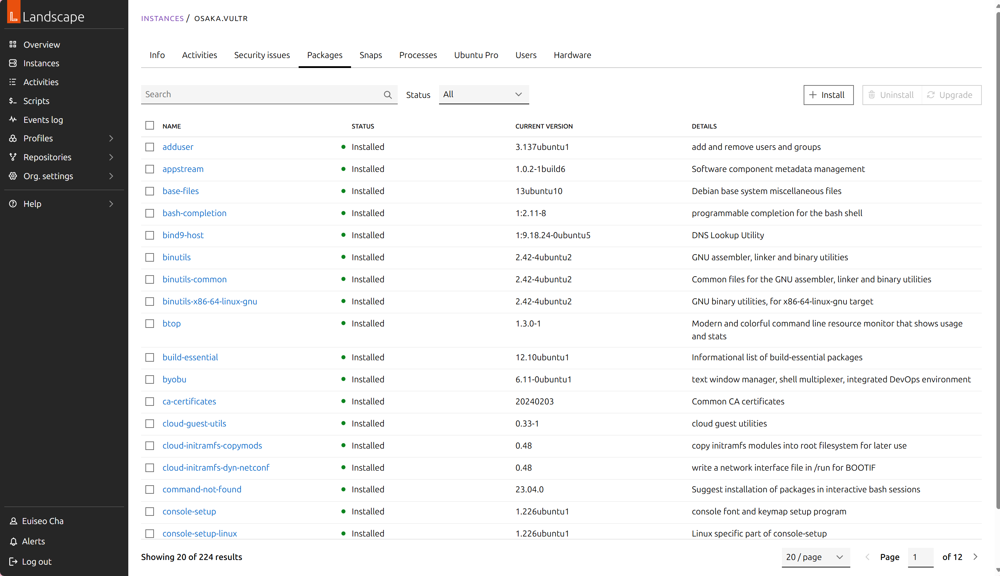 Landscape
Overview
Instances
Activities
Scripts
Events log
Profiles
Repositories
Org. settings
Help
Euiseo Cha
Alerts
Log out
INSTANCES / OSAKA.VULTR
Info Activities Security issues Packages Snaps Processes Ubuntu Pro Users Hardware
Search Status All Install Uninstall Upgrade
NAME STATUS CURRENT VERSION DETAILS
adduser Installed 3.137ubuntu1 add and remove users and groups
appstream Installed 1.0.2-1build6 Software component metadata management
base-files Installed 13ubuntu10 Debian base system miscellaneous files
bash-completion Installed 1:2.11-8 programmable completion for the bash shell
bind9-host Installed 1:9.18.24-0ubuntu5 DNS Lookup Utility
binutils Installed 2.42-4ubuntu2 GNU assembler, linker and binary utilities
binutils-common Installed 2.42-4ubuntu2 Common files for the GNU assembler, linker and binary utilities
binutils-x86-64-linux-gnu Installed 2.42-4ubuntu2 GNU binary utilities, for x86-64-linux-gnu target
btop Installed 1.3.0-1 Modern and colorful command line resource monitor that shows usage
and stats
build-essential Installed 12.10ubuntu1 Informational list of build-essential packages
byobu Installed 6.11-0ubuntu1 text window manager, shell multiplexer, integrated DevOps environment
ca-certificates Installed 20240203 Common CA certificates
cloud-guest-utils Installed 0.33-1 cloud guest utilities
cloud-initramfs-copymods Installed 0.48 copy initramfs modules into root filesystem for later use
cloud-initramfs-dyn-netconf Installed 0.48 write a network interface file in /run for BOOTIF
command-not-found Installed 23.04.0 Suggest installation of packages in interactive bash sessions
console-setup Installed 1.226ubuntu1 console font and keymap setup program
console-setup-linux Installed 1.226ubuntu1 Linux specific part of console-setup
Showing 20 of 224 results 20 / page Page 1 of 12